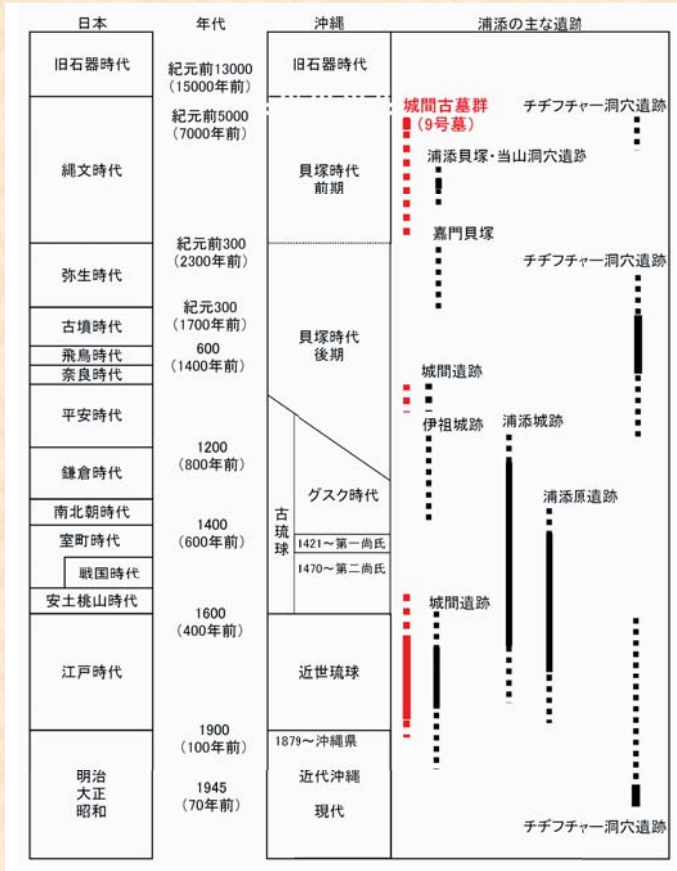 日本
年代
沖縄
浦添の主な遺跡
旧石器時代
縄文時代
弥生時代
古墳時代
飛鳥時代
奈良時代
平安時代
鎌倉時代
南北朝時代
室町時代
戦国時代
安土桃山時代
江戸時代
明治
大正
昭和
紀元前13000
(15000年前)
紀元前5000
(7000年前)
紀元前300
(2300年前)
紀元300
(1700年前)
600
(1400年前)
1200
(800年前)
1400
(600年前)
1600
(400年前)
1900
(100年前)
1945
(70年前)
旧石器時代
貝塚時代
前期
貝塚時代
後期
グスク時代
古琉球
1421～第一尚氏
1470～第二尚氏
近世琉球
1879～沖縄県
近代沖縄
現代
城間古墓群
(9号墓)
チヂフチャー洞穴遺跡
浦添貝塚・当山洞穴遺跡
嘉門貝塚
チヂフチャー洞穴遺跡
城間遺跡
伊祖城跡
浦添城跡
浦添原遺跡
城間遺跡
チヂフチャー洞穴遺跡